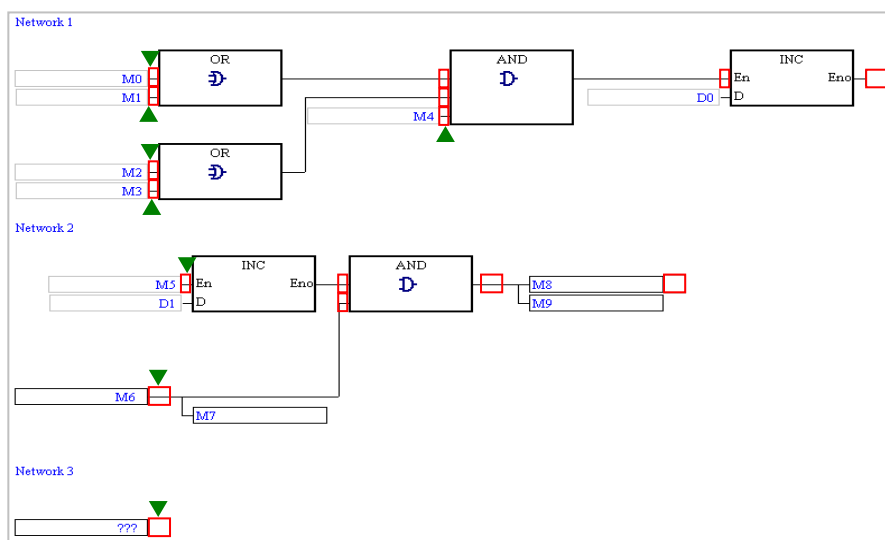 Network 1
OR
AND
INC
M0
En
Eno
M1
D0
D
M4
OR
M2
M3
Network 2
INC
AND
M5
En
Eno
M8
D1
D
M9
M6
M7
Network 3
???